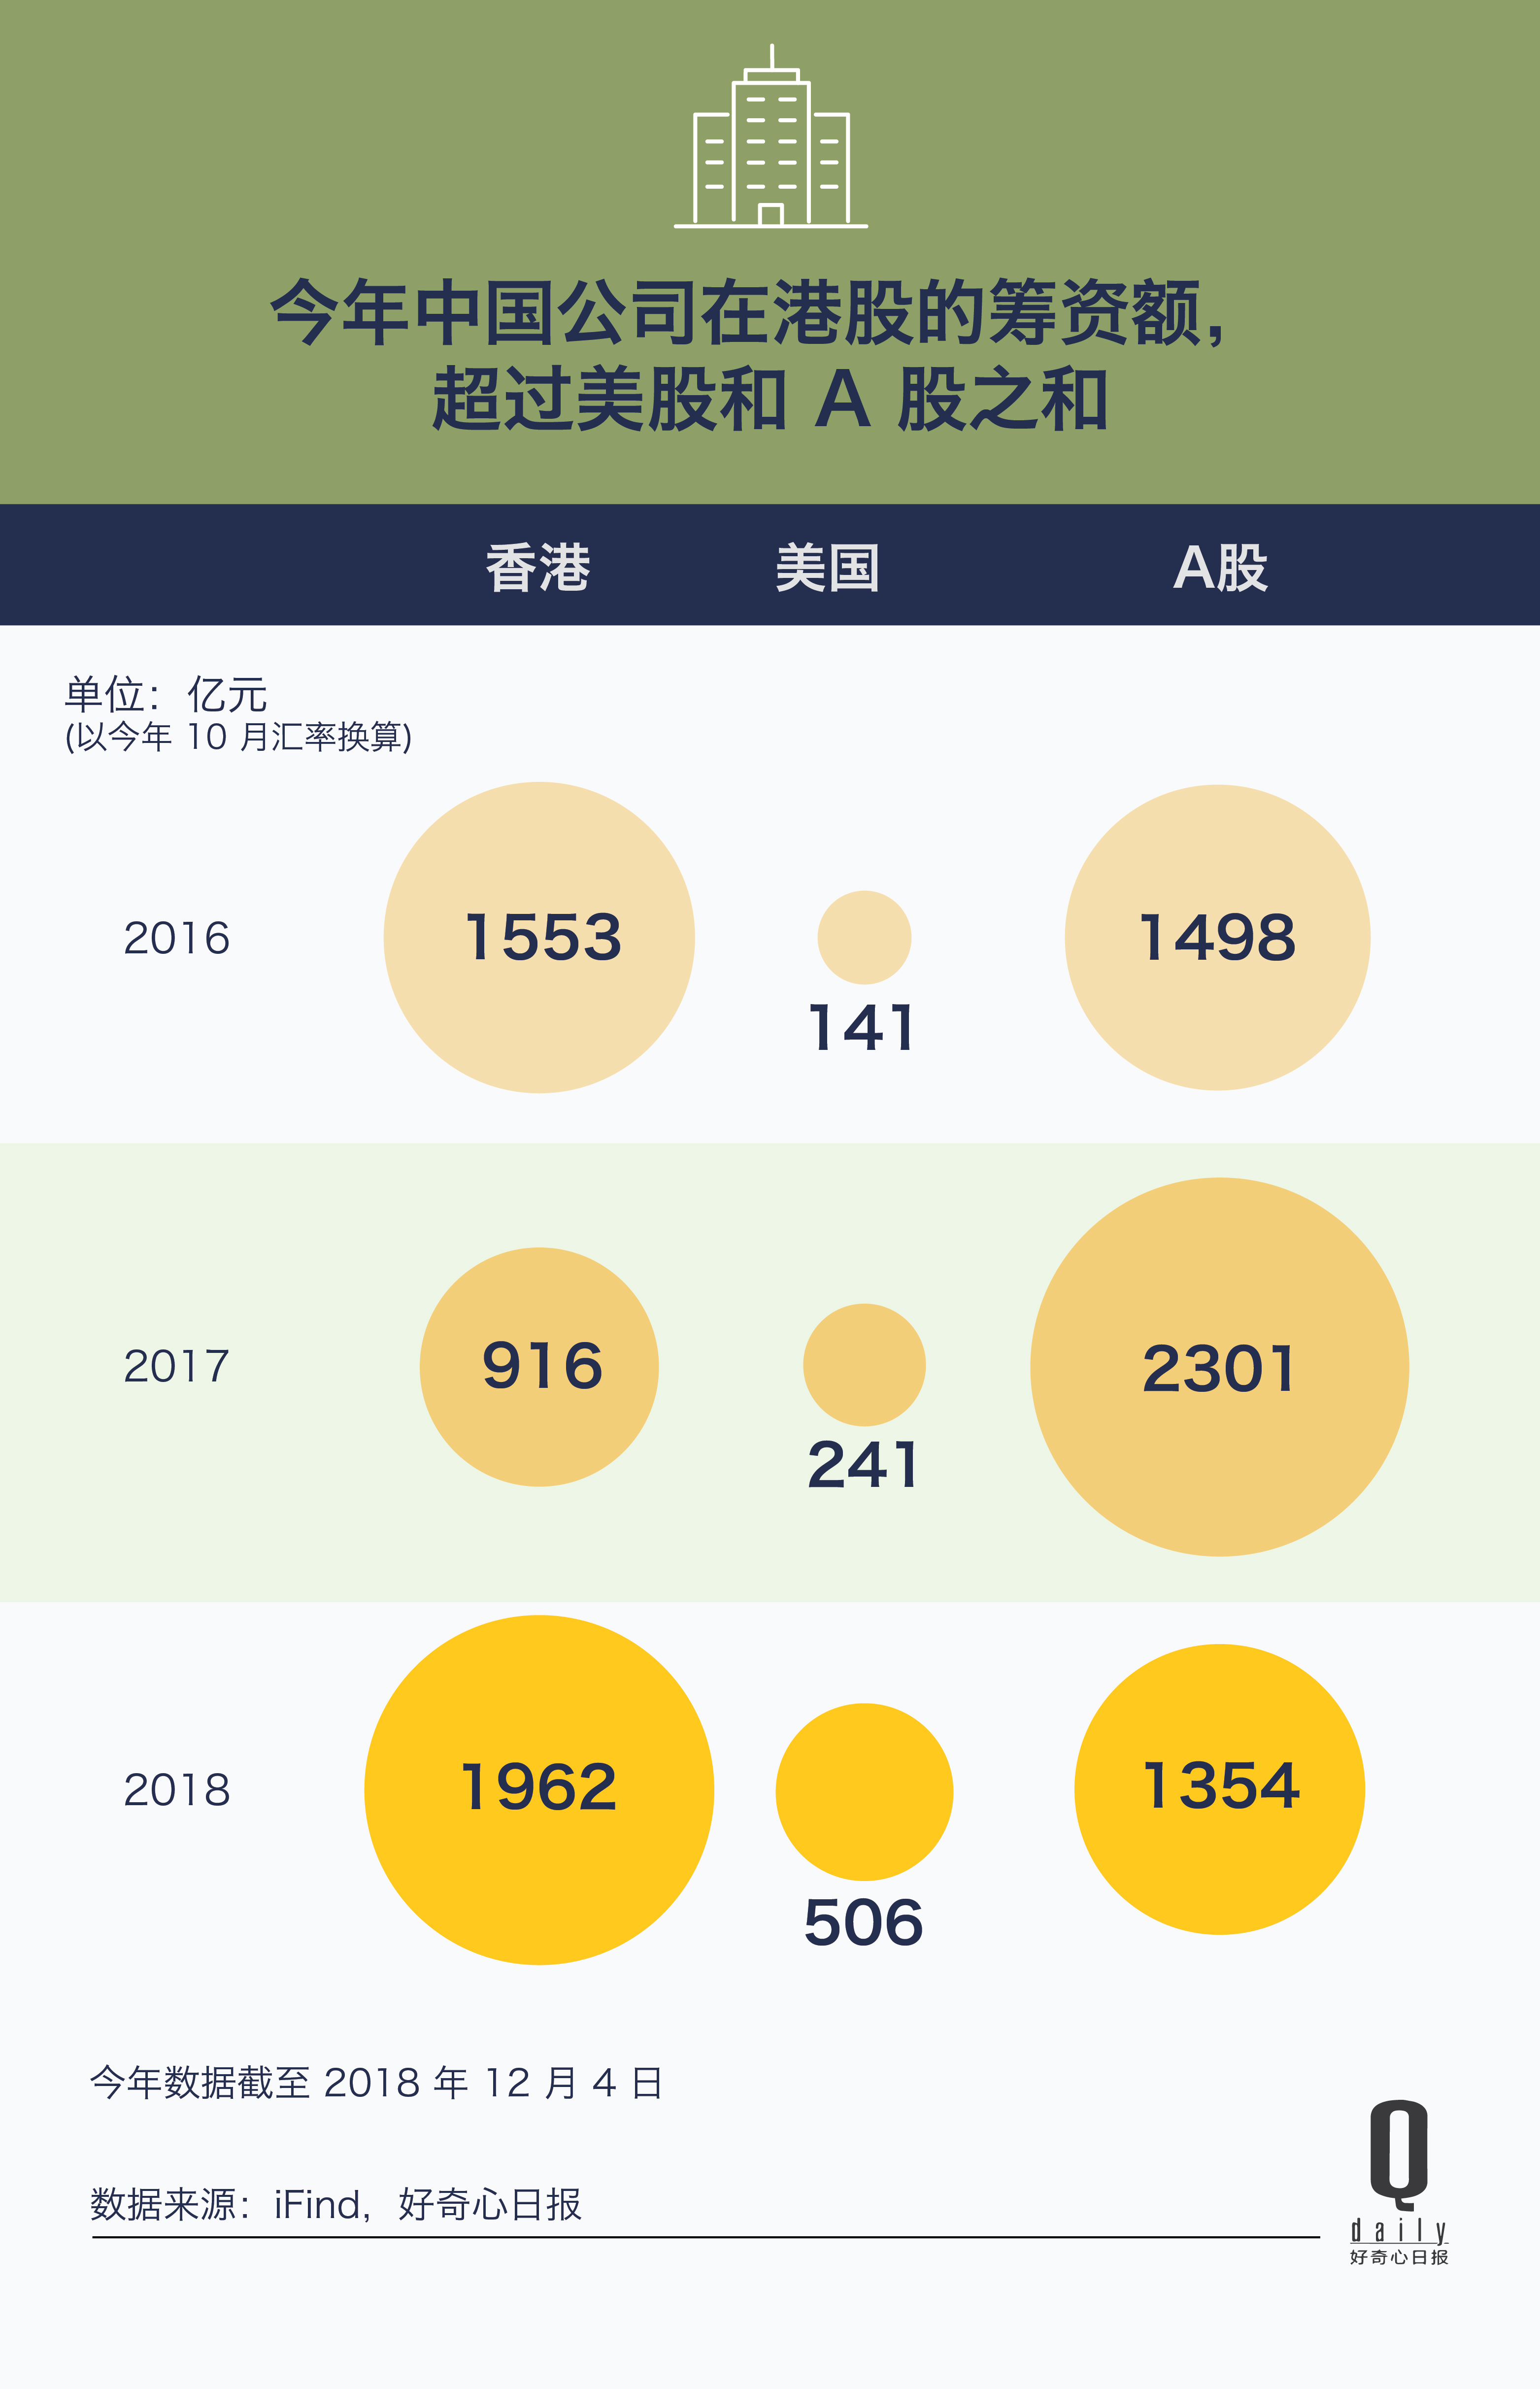 今年中国公司在港股的筹资额，
超过美股和 A 股之和
香港 美国 A股
单位：亿元
(以今年 10 月汇率换算)
2016 1553 141 1498
2017 916 241 2301
2018 1962 506 1354
今年数据截至 2018 年 12 月 4 日
数据来源：iFind，好奇心日报
Q
daily
好奇心日报